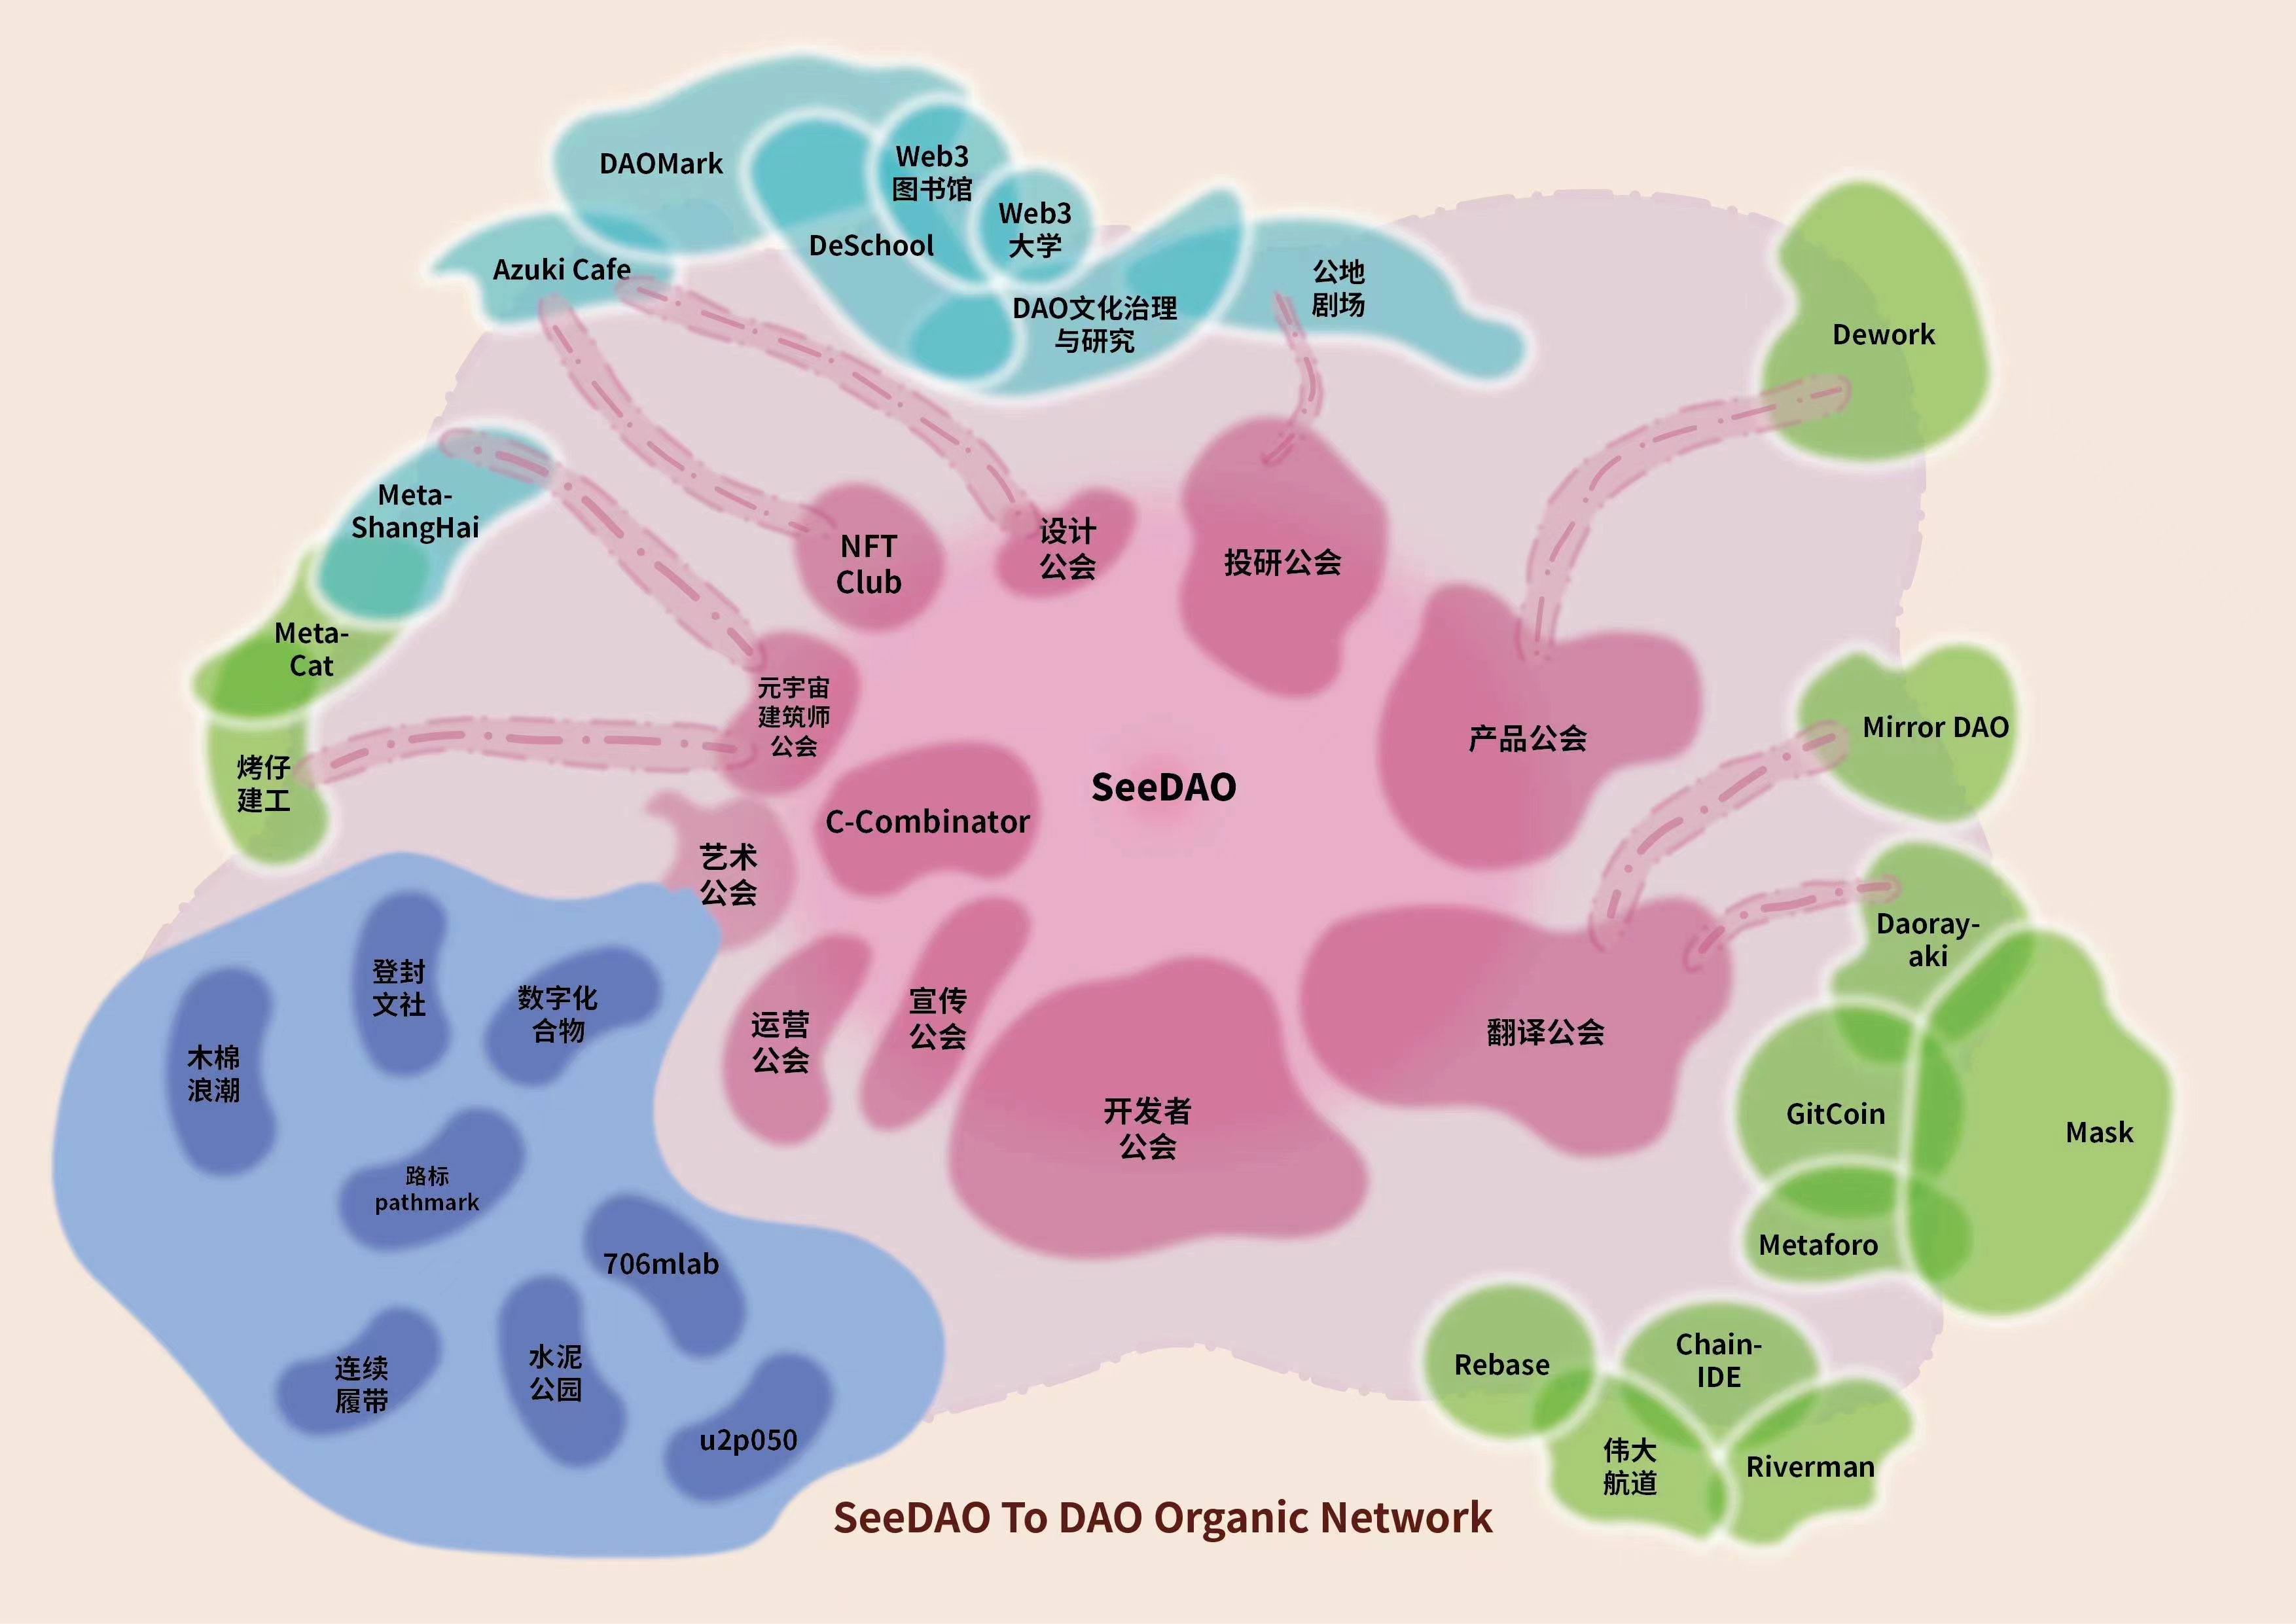 DAOMark
Web3
图书馆
Web3
大学
DeSchool
Azuki Cafe
DAO文化治理
与研究
公地
剧场
Dework
Meta-
ShangHai
Meta-
Cat
烤仔
建工
NFT
Club
设计
公会
投研公会
元宇宙
建筑师
公会
产品公会
Mirror DAO
SeeDAO
C-Combinator
艺术
公会
Daoray-
aki
运营
公会
宣传
公会
开发者
公会
翻译公会
GitCoin
Mask
Metaforo
登封
文社
数字化
合物
木棉
浪潮
路标
pathmark
706mlab
连续
履带
水泥
公园
u2p050
Rebase
Chain-
IDE
伟大
航道
Riverman
SeeDAO To DAO Organic Network